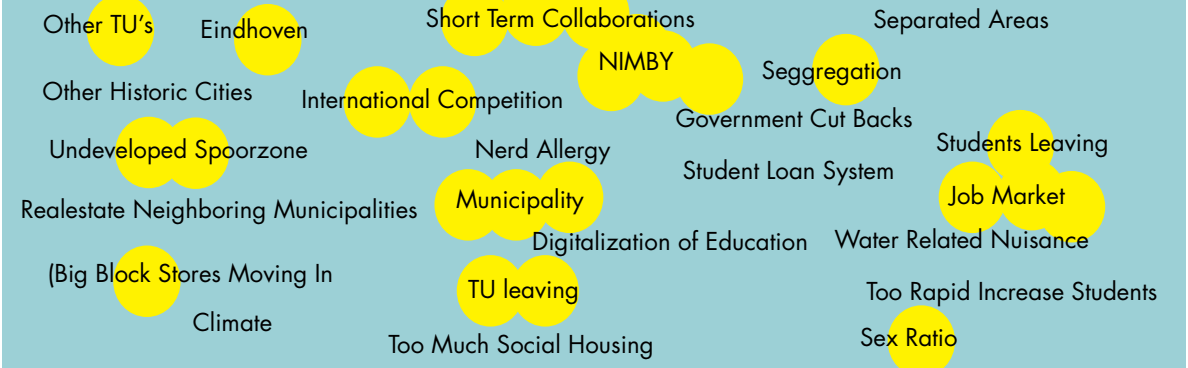 Other TU's
Eindhoven
Short Term Collaborations
Separated Areas
NIMBY
Seggregation
Other Historic Cities
International Competition
Government Cut Backs
Undeveloped Spoorzone
Nerd Allergy
Students Leaving
Student Loan System
Realestate Neighboring Municipalities
Municipality
Job Market
Digitalization of Education
Water Related Nuisance
(Big Block Stores Moving In
TU leaving
Too Rapid Increase Students
Climate
Too Much Social Housing
Sex Ratio